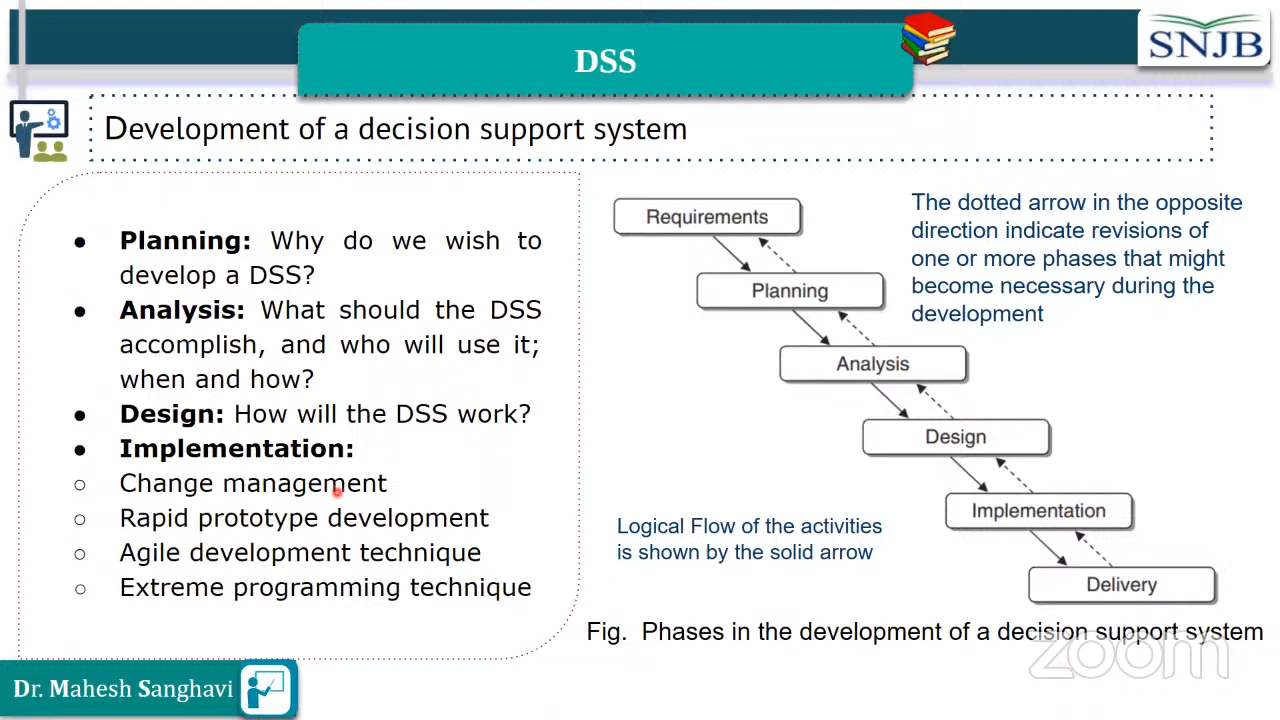 DSS
SNJB
Development of a decision support system
● Planning: Why do we wish to
develop a DSS?
● Analysis: What should the DSS
accomplish, and who will use it;
when and how?
● Design: How will the DSS work?
● Implementation:
○ Change management
○ Rapid prototype development
○ Agile development technique
○ Extreme programming technique
Requirements
Planning
Analysis
Design
Implementation
Delivery
The dotted arrow in the opposite
direction indicate revisions of
one or more phases that might
become necessary during the
development
Logical Flow of the activities
is shown by the solid arrow
Fig. Phases in the development of a decision support system
zoom
Dr. Mahesh Sanghavi